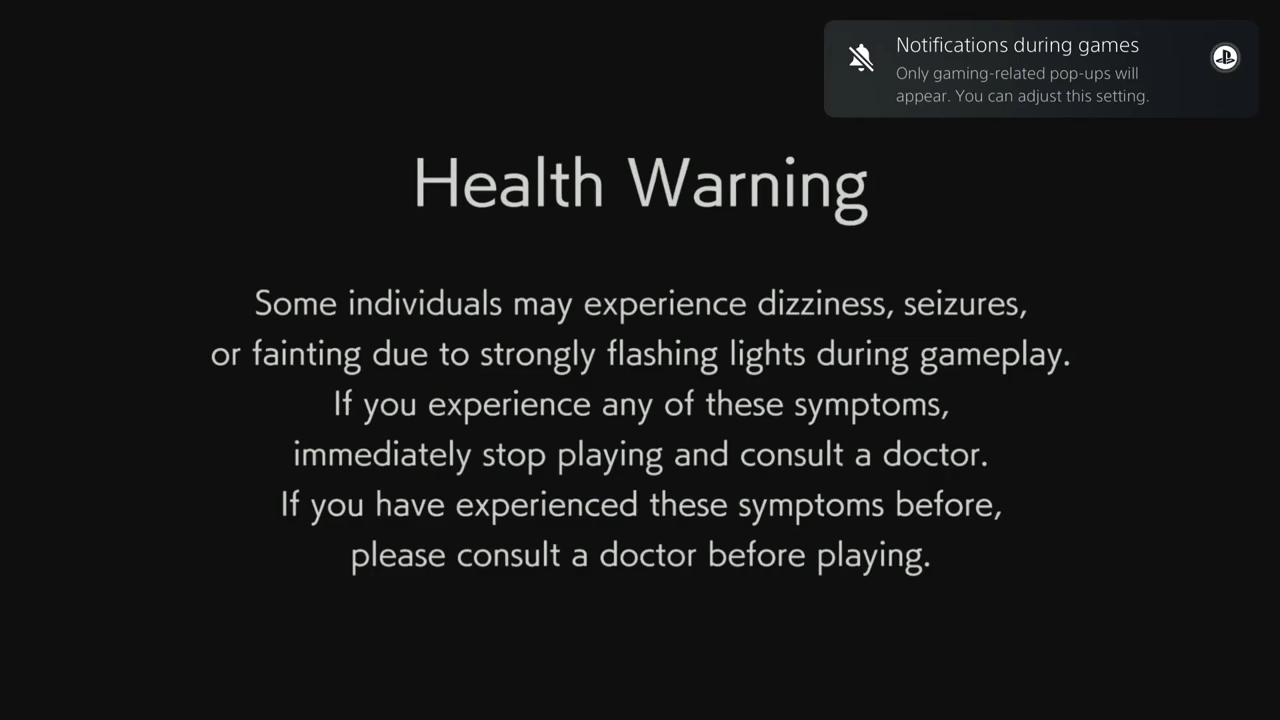 Notifications during games
Only gaming-related pop-ups will
appear. You can adjust this setting.
Health Warning
Some individuals may experience dizziness, seizures,
or fainting due to strongly flashing lights during gameplay.
If you experience any of these symptoms,
immediately stop playing and consult a doctor.
If you have experienced these symptoms before,
please consult a doctor before playing.